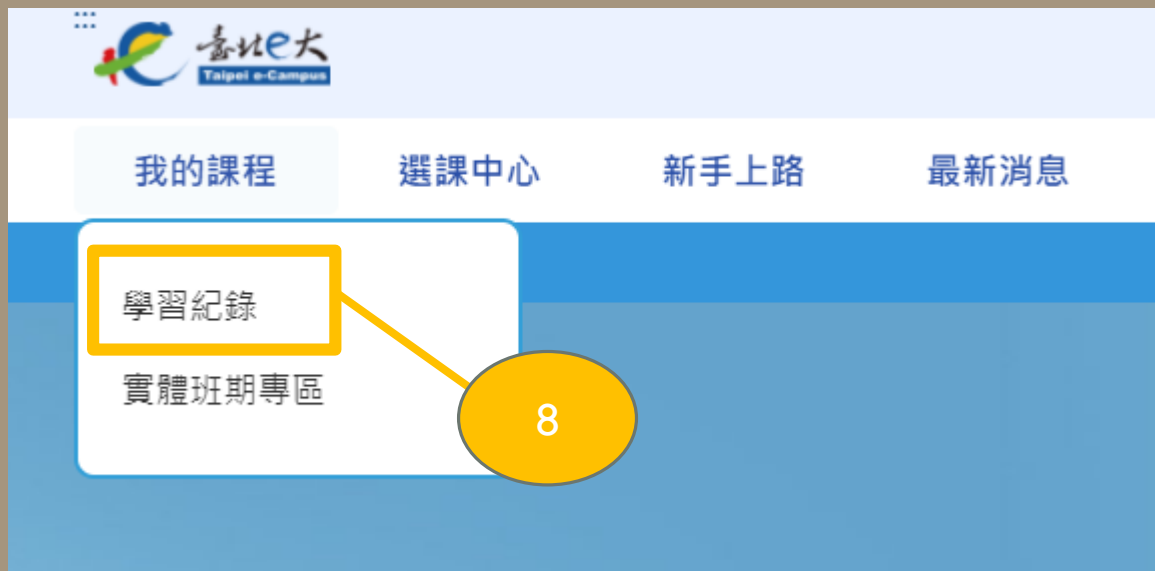 臺北e大
Taipei e-Campus
我的課程 選課中心 新手上路 最新消息
學習紀錄
實體班期專區
8